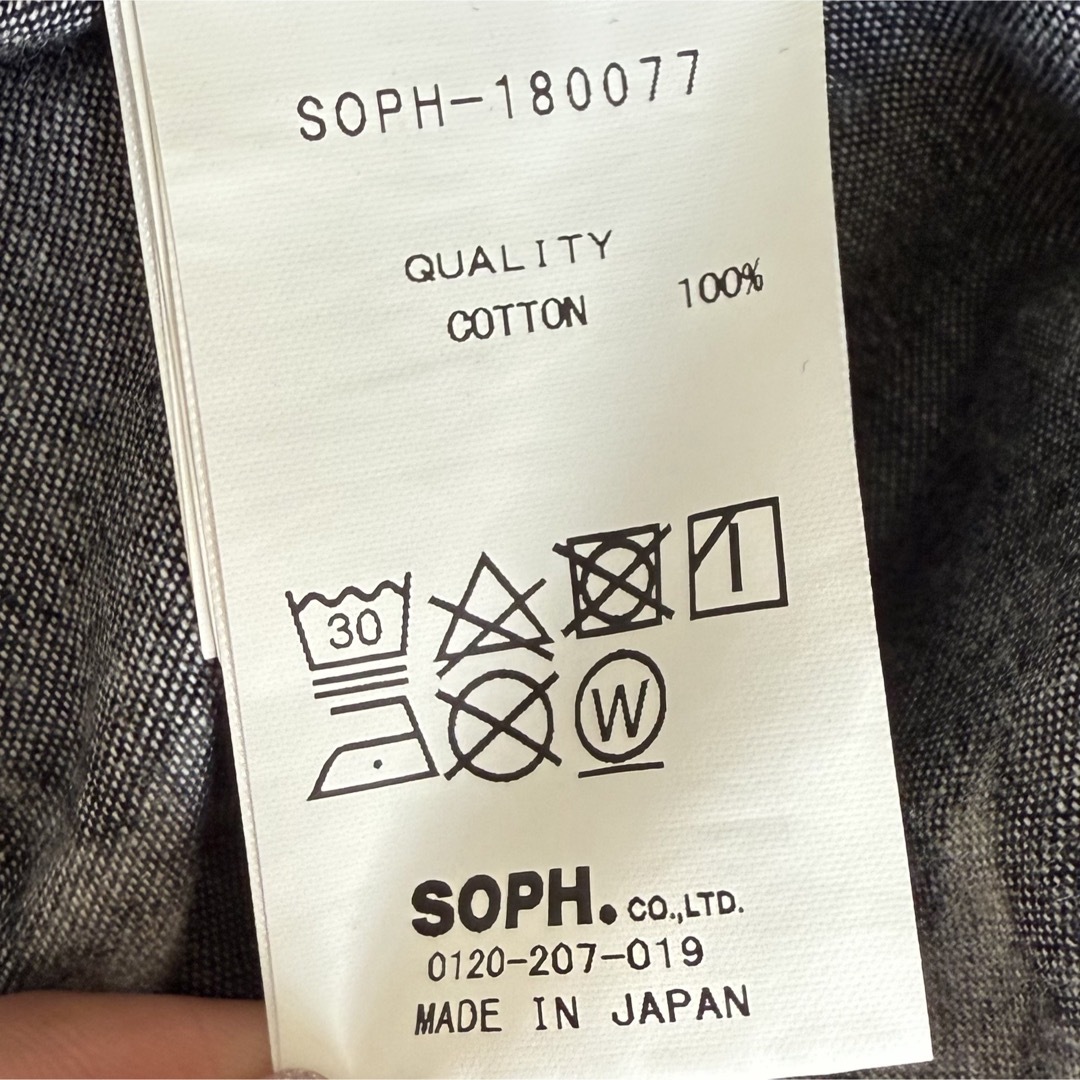 SOPH-180077
QUALITY
COTTON 100%
30
W
SOPH. CO.,LTD.
0120-207-019
MADE IN JAPAN